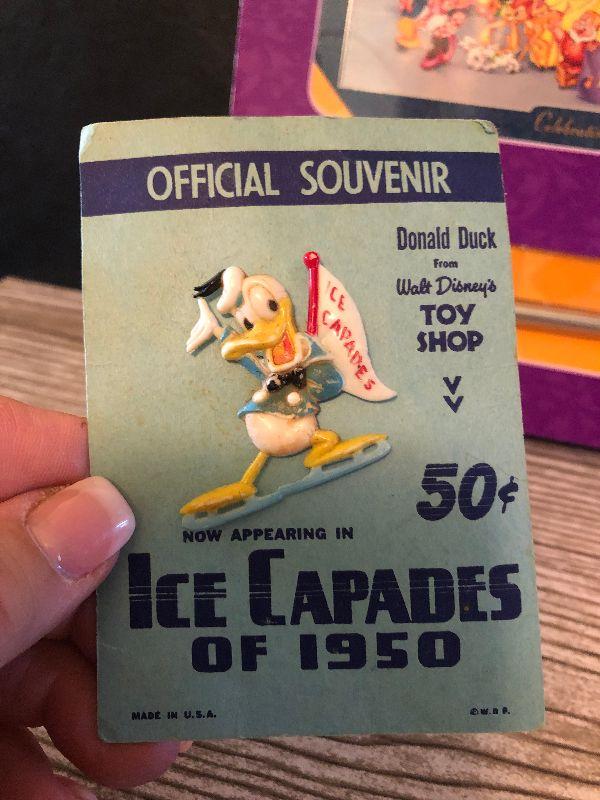 OFFICIAL SOUVENIR
Donald Duck
From
Walt Disney's
TOY
SHOP
ICE
CAPADES
50¢
NOW APPEARING IN
ICE CAPADES
OF 1950
MADE IN U.S.A.
© W.D.P.